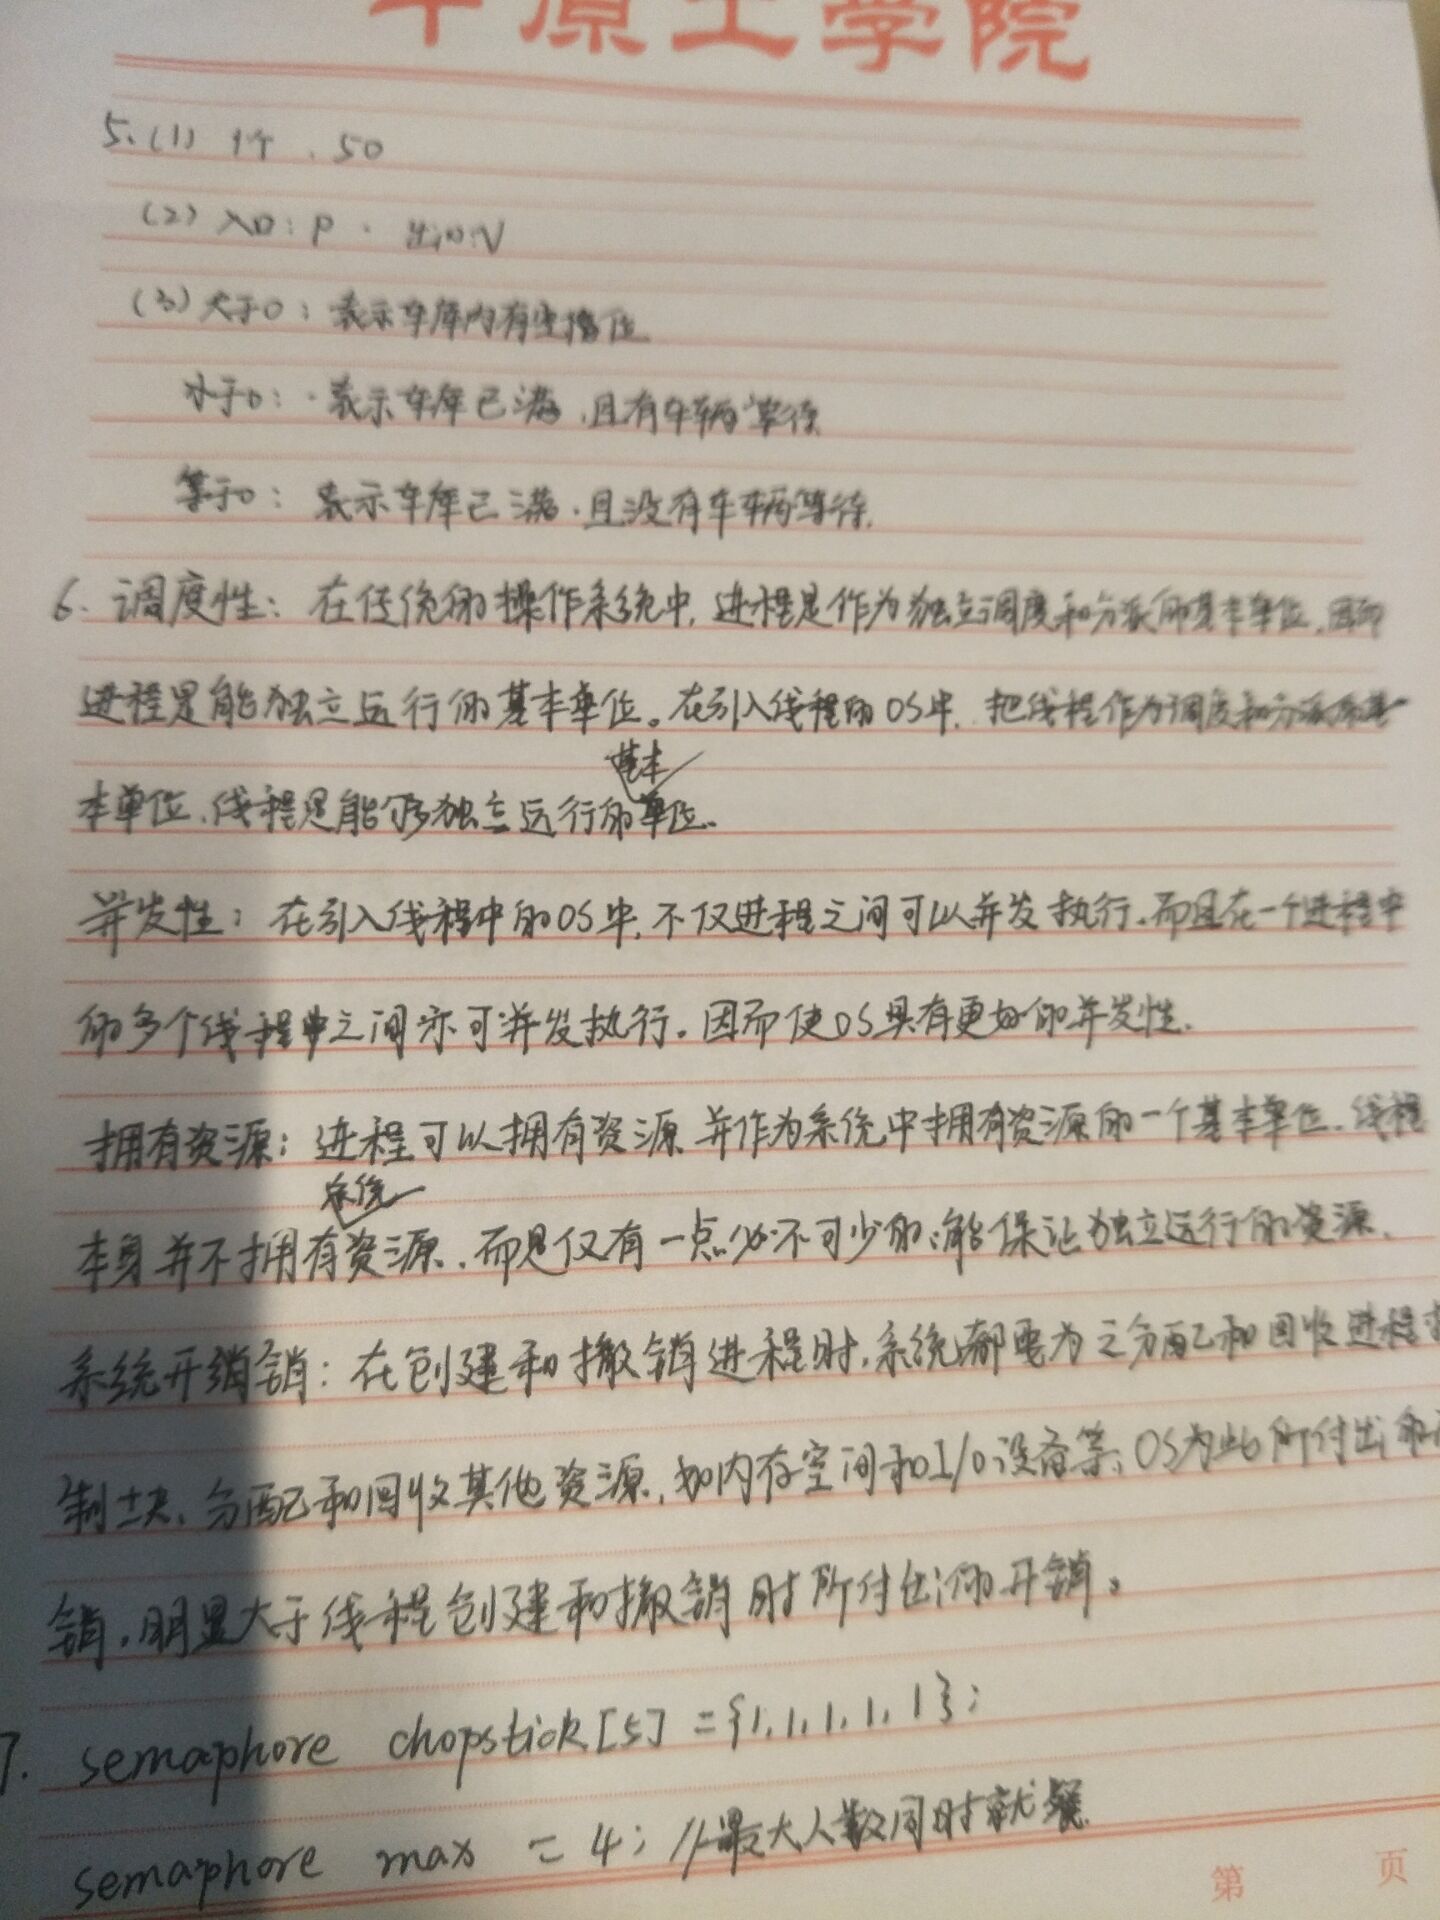 中原工学院
5.(1) 1个 . 50
(2) 入口：P . 出口：V
(3) 大于0：表示车库内有空位
小于0：表示车库已满，且有车辆等待
等于0：表示车库已满，且没有车辆等待.
6. 调度性：在传统的操作系统中，进程是作为独立调度和分派的基本单位，因而
进程是能独立运行的基本单位。在引入线程的OS中，把线程作为调度和分派的基
基本
本单位，线程是能够独立运行的单位.
并发性：在引入线程中的OS中，不仅进程之间可以并发执行，而且在一个进程中
的多个线程中之间亦可并发执行。因而使OS具有更好的并发性.
拥有资源：进程可以拥有资源 并作为系统中拥有资源的一个基本单位，线程
系统
本身并不拥有资源，而是仅有一点必不可少的、能保证独立运行的资源.
系统开销销：在创建和撤销进程时，系统都要为之分配和回收进程
制块、分配和回收其他资源，如内存空间和I/O设备等，OS为此所付出的
销，明显大于线程创建和撤销时所付出的开销。
7. semaphore chopstick[5] ={1,1,1,1,1};
semaphore max = 4; //最大人数同时就餐
第 页